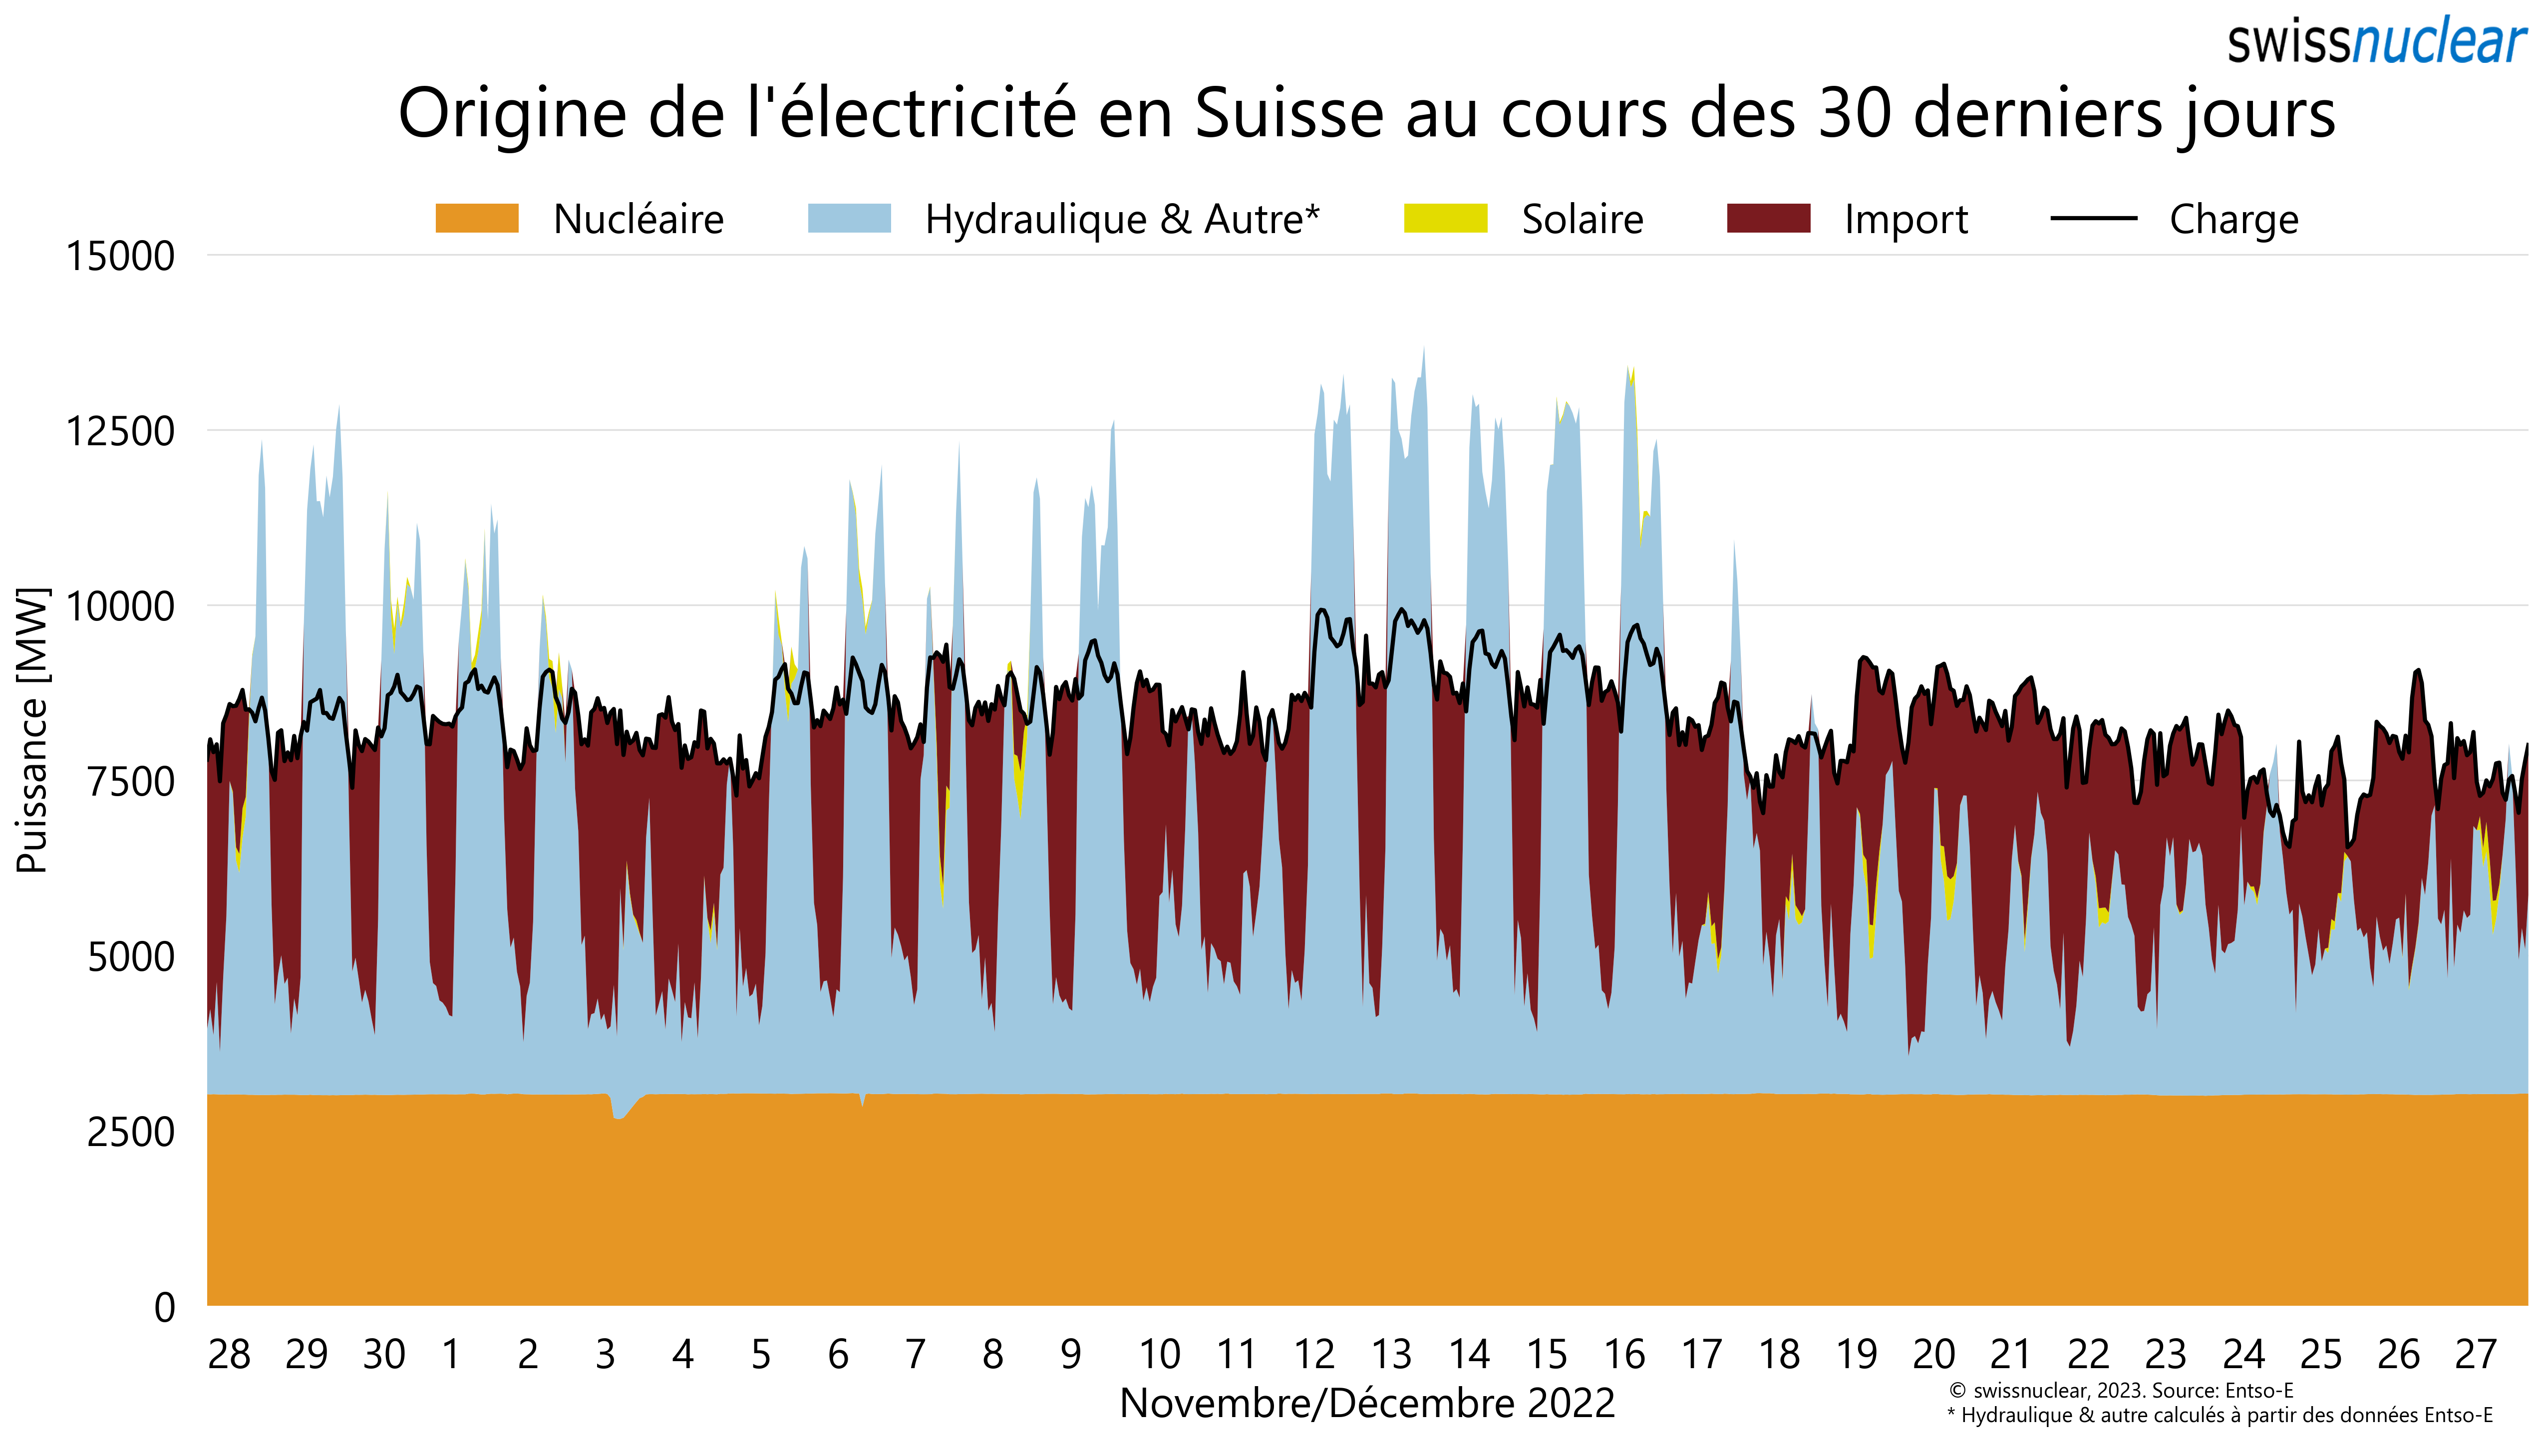 swissnuclear
Origine de l'électricité en Suisse au cours des 30 derniers jours
Nucléaire Hydraulique & Autre* Solaire Import Charge
15000
12500
10000
7500
5000
2500
0
Puissance [MW]
28 29 30 1 2 3 4 5 6 7 8 9 10 11 12 13 14 15 16 17 18 19 20 21 22 23 24 25 26 27
Novembre/Décembre 2022
© swissnuclear, 2023. Source: Entso-E
* Hydraulique & autre calculés à partir des données Entso-E